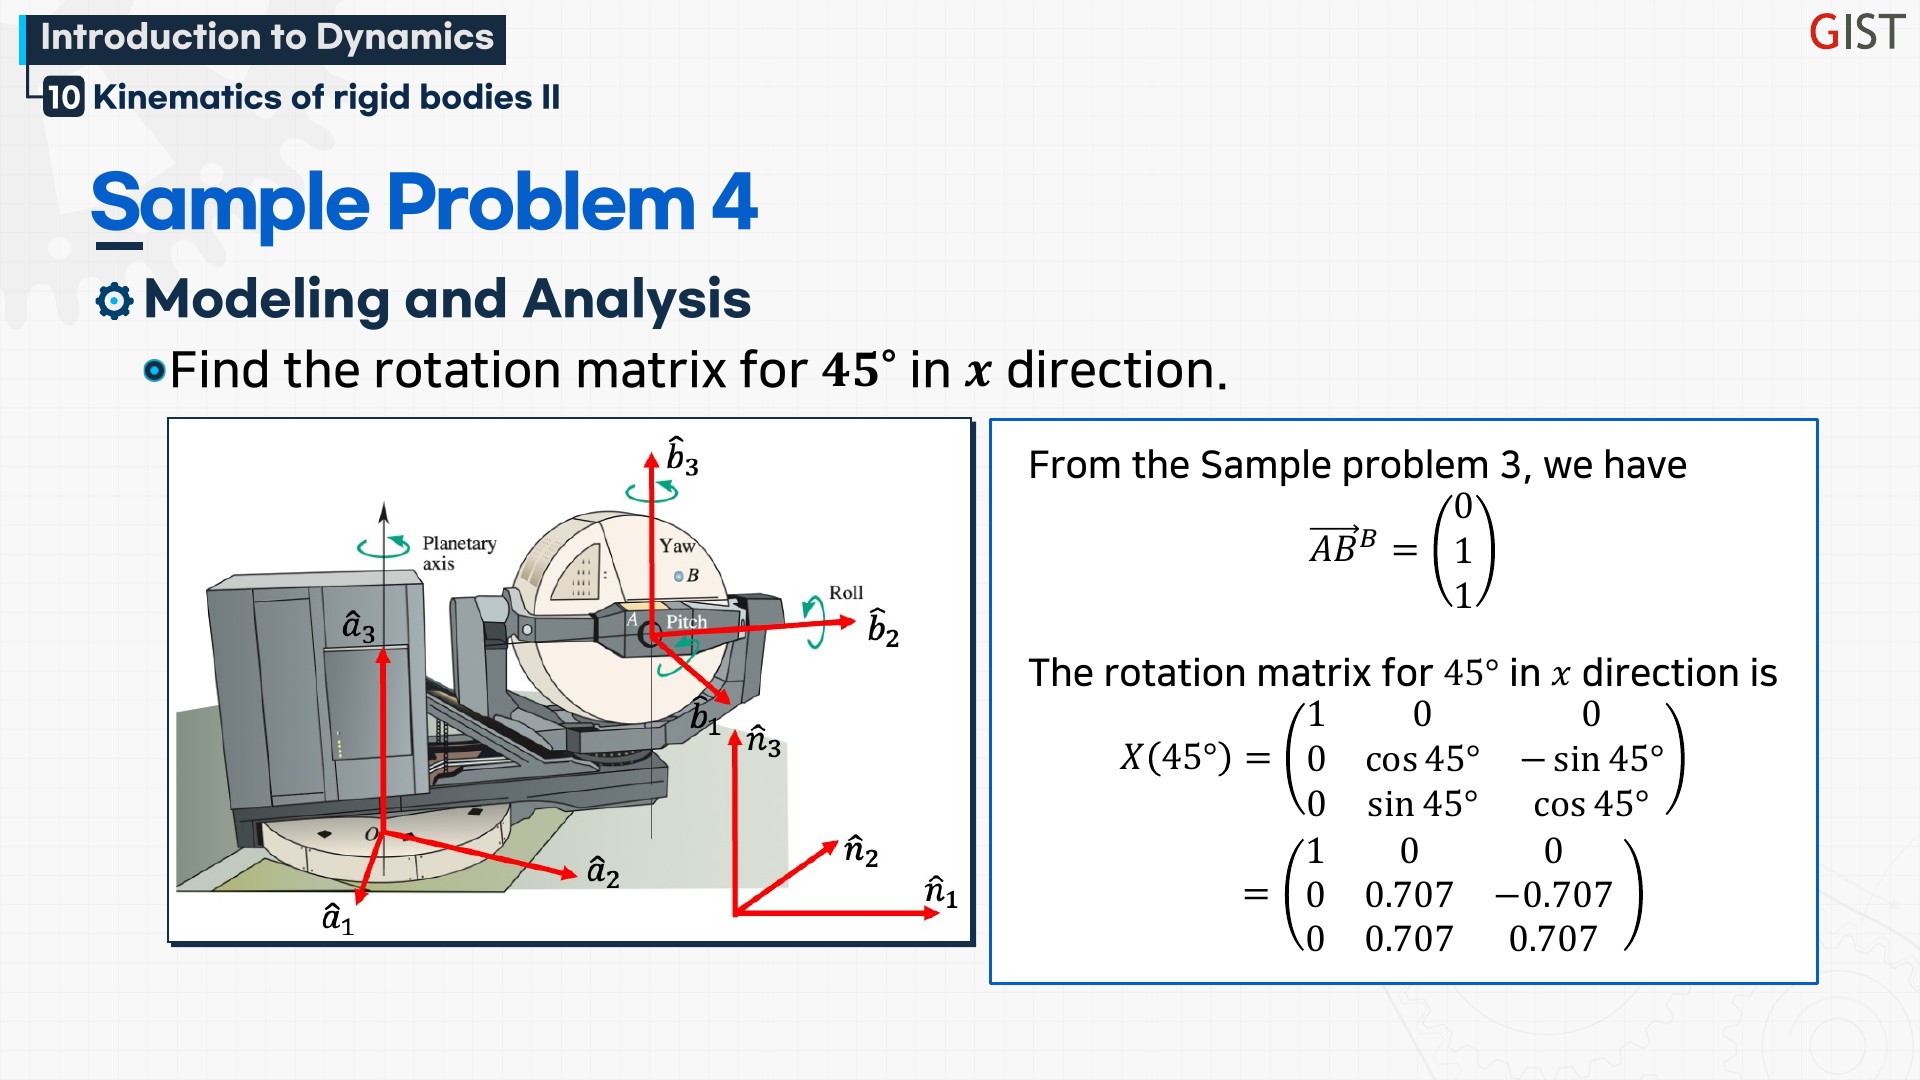 Introduction to Dynamics
GIST
10 Kinematics of rigid bodies II
Sample Problem 4
Modeling and Analysis
Find the rotation matrix for 45° in x direction.
b̂₃
Planetary
axis
Yaw
B
Roll
â₃
A
Pitch
b̂₂
b̂₁
n̂₃
O
â₂
n̂₂
â₁
n̂₁
From the Sample problem 3, we have
AB⃗ᴮ = (0
1
1)
The rotation matrix for 45° in x direction is
X(45°) = (1 0 0
0 cos 45° − sin 45°
0 sin 45° cos 45°)
= (1 0 0
0 0.707 −0.707
0 0.707 0.707)